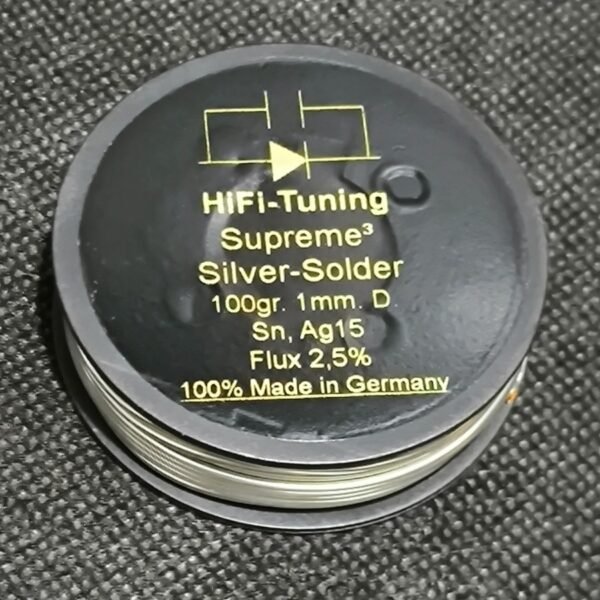 HiFi-Tuning
Supreme³
Silver-Solder
100gr. 1mm. D
Sn, Ag15
Flux 2,5%
100% Made in Germany